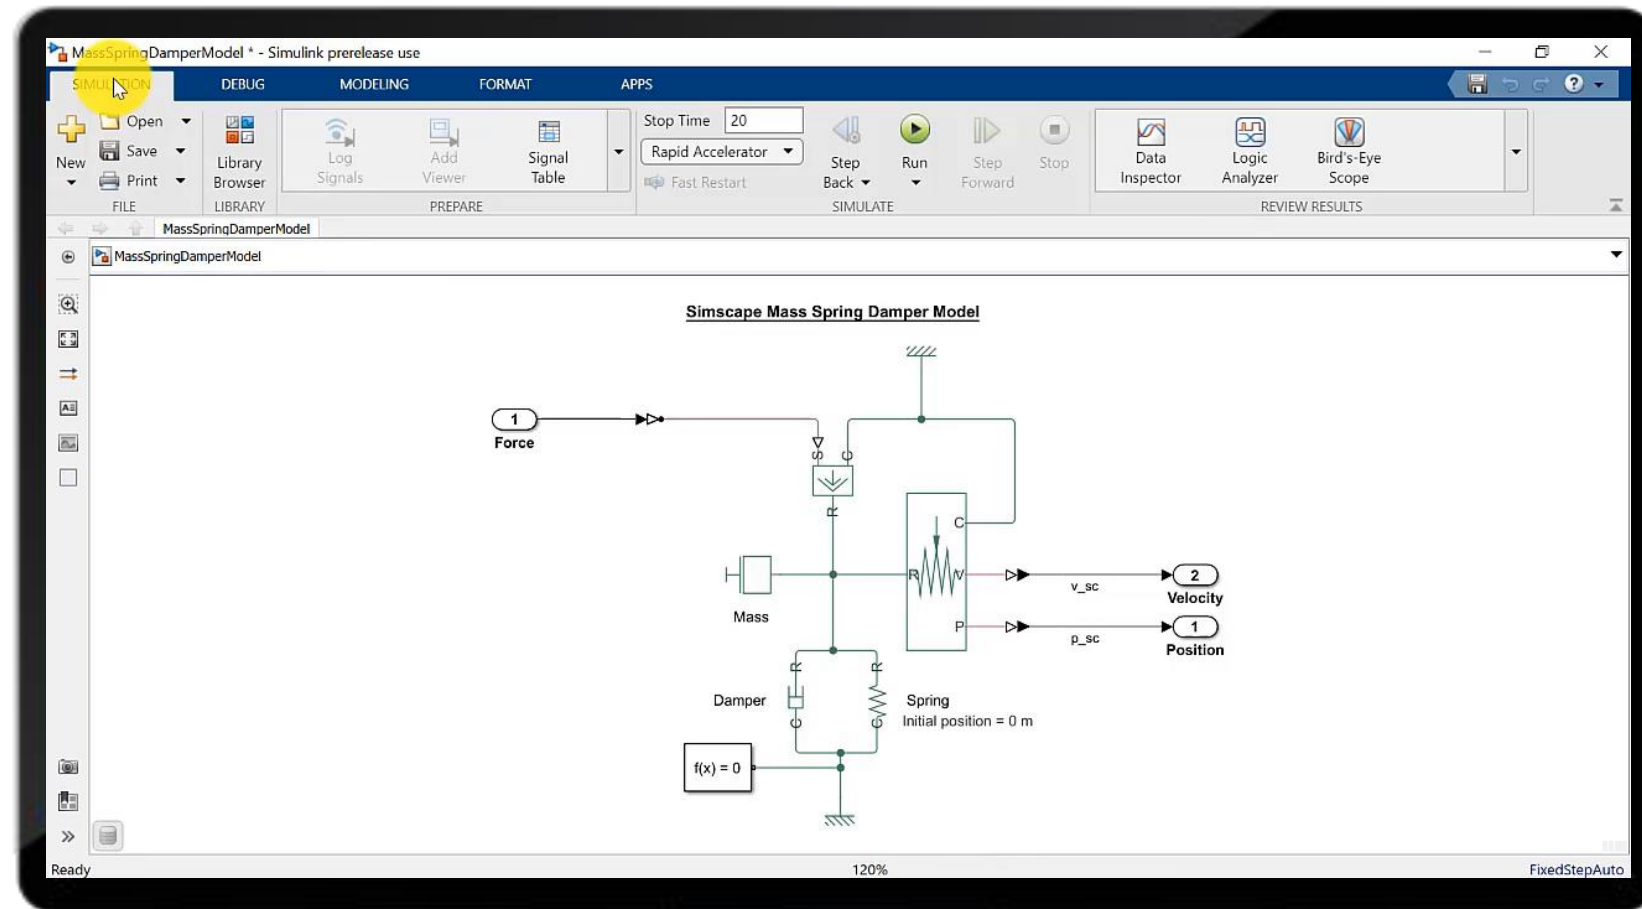 MassSpringDamperModel * - Simulink prerelease use
SIMULATION DEBUG MODELING FORMAT APPS
New
Open
Save
Print
FILE
Library
Browser
LIBRARY
Log
Signals
Add
Viewer
Signal
Table
PREPARE
Stop Time 20
Rapid Accelerator
Fast Restart
Step
Back
Run
Step
Forward
Stop
SIMULATE
Data
Inspector
Logic
Analyzer
Bird's-Eye
Scope
REVIEW RESULTS
MassSpringDamperModel
MassSpringDamperModel
Simscape Mass Spring Damper Model
1
Force
S
C
R
C
R
V
P
v_sc
2
Velocity
p_sc
1
Position
Mass
R
R
Damper
C
C
Spring
Initial position = 0 m
f(x) = 0
Ready
120%
FixedStepAuto